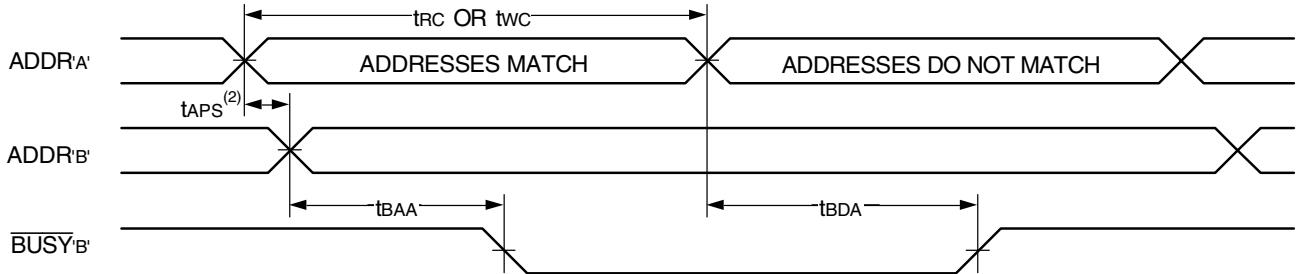 tRC OR tWC
ADDR'A'
ADDRESSES MATCH
ADDRESSES DO NOT MATCH
tAPS(2)
ADDR'B'
tBAA
tBDA
BUSY'B'